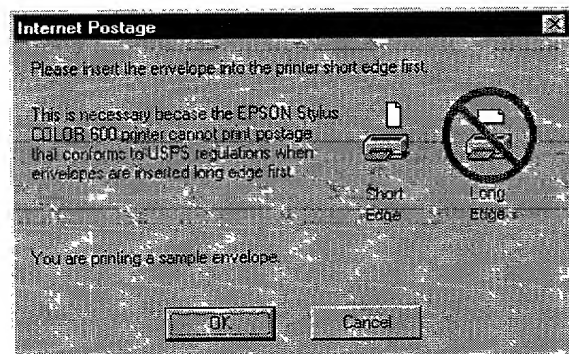 Internet Postage
Please insert the envelope into the printer short edge first.
This is necessary becase the EPSON Stylus
COLOR 600 printer cannot print postage
that conforms to USPS regulations when
envelopes are inserted long edge first.
Short
Edge
Long
Edge
You are printing a sample envelope.
OK
Cancel